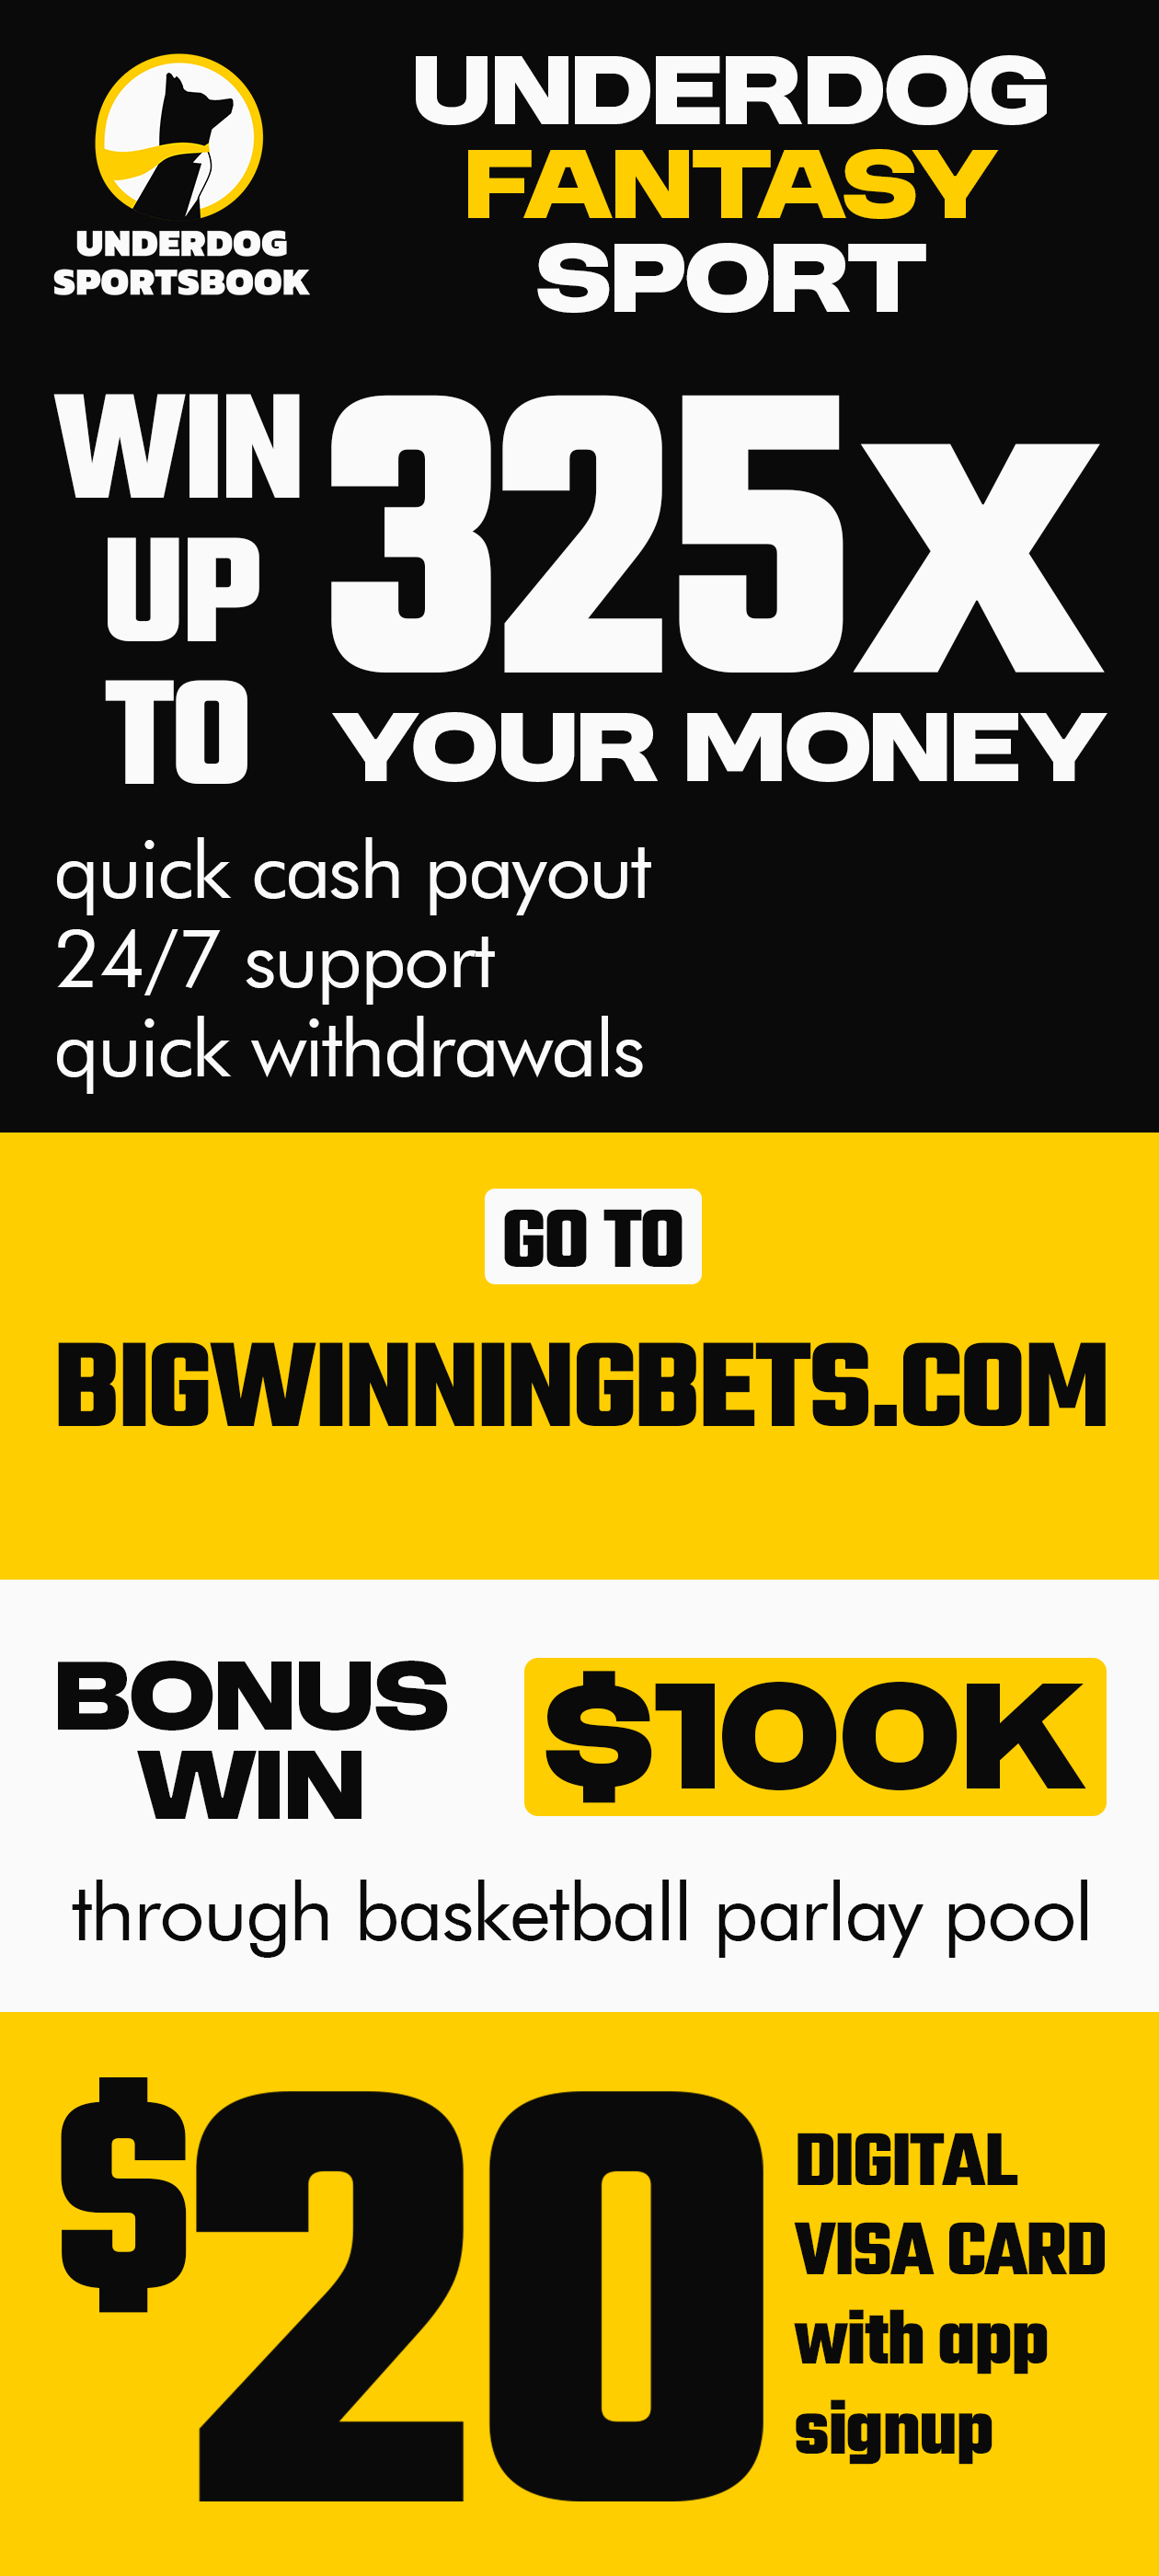 UNDERDOG
SPORTSBOOK
UNDERDOG
FANTASY
SPORT
WIN
UP
TO
325x
YOUR MONEY
quick cash payout
24/7 support
quick withdrawals
GO TO
BIGWINNINGBETS.COM
BONUS
WIN
$100K
through basketball parlay pool
$20
DIGITAL
VISA CARD
with app
signup